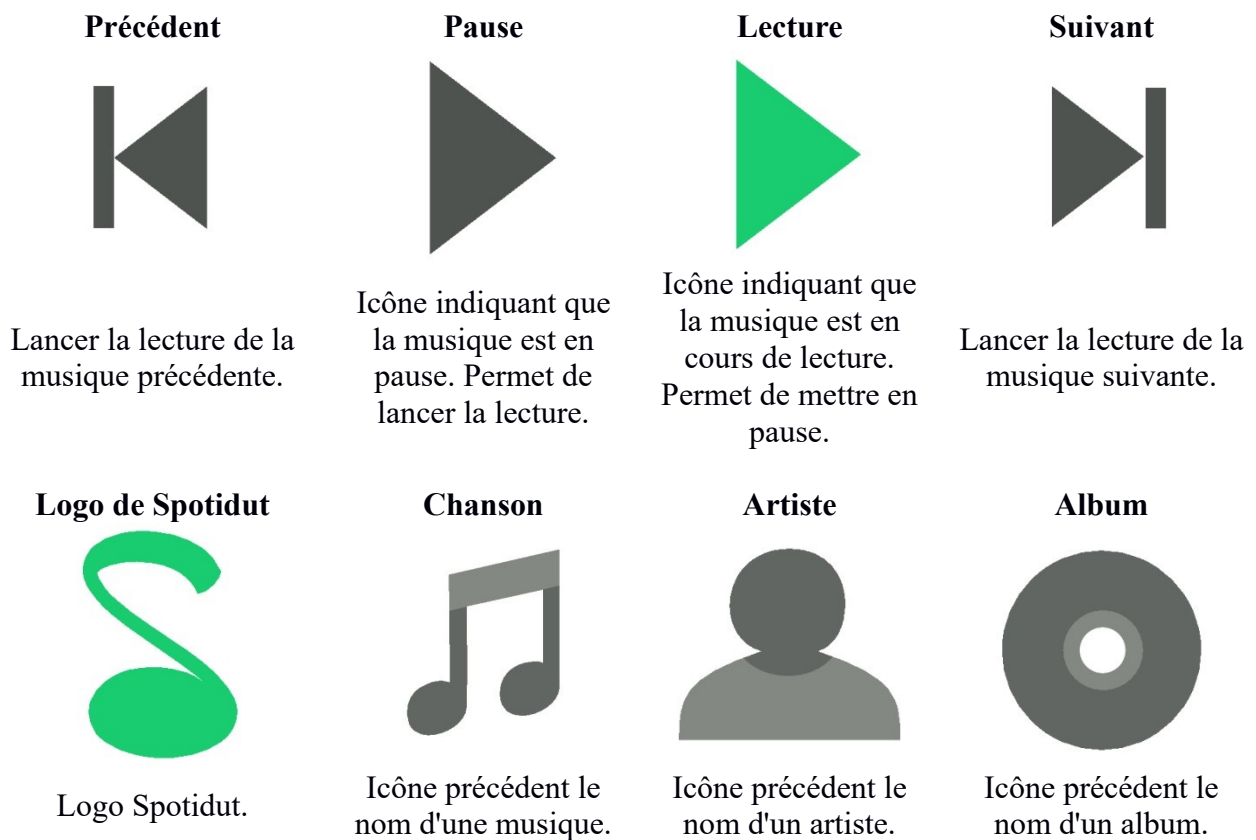 Précédent
Pause
Lecture
Suivant
Lancer la lecture de la
musique précédente.
Icône indiquant que
la musique est en
pause. Permet de
lancer la lecture.
Icône indiquant que
la musique est en
cours de lecture.
Permet de mettre en
pause.
Lancer la lecture de la
musique suivante.
Logo de Spotidut
Chanson
Artiste
Album
Logo Spotidut.
Icône précédent le
nom d'une musique.
Icône précédent le
nom d'un artiste.
Icône précédent le
nom d'un album.